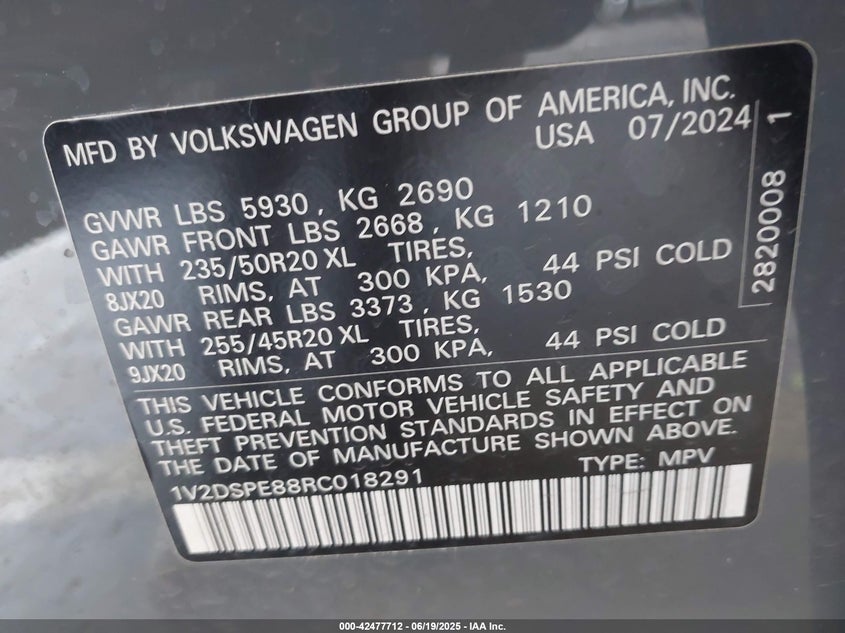 MFD BY VOLKSWAGEN GROUP OF AMERICA, INC.
USA 07/2024
GVWR LBS 5930, KG 2690
GAWR FRONT LBS 2668, KG 1210
WITH 235/50R20 XL TIRES,
8JX20 RIMS, AT 300 KPA, 44 PSI COLD
GAWR REAR LBS 3373, KG 1530
WITH 255/45R20 XL TIRES,
9JX20 RIMS, AT 300 KPA, 44 PSI COLD
THIS VEHICLE CONFORMS TO ALL APPLICABLE
U.S. FEDERAL MOTOR VEHICLE SAFETY AND
THEFT PREVENTION STANDARDS IN EFFECT ON
THE DATE OF MANUFACTURE SHOWN ABOVE.
1V2DSPE88RC018291 TYPE: MPV
2820008 1
000-42477712 - 06/19/2025 - IAA Inc.